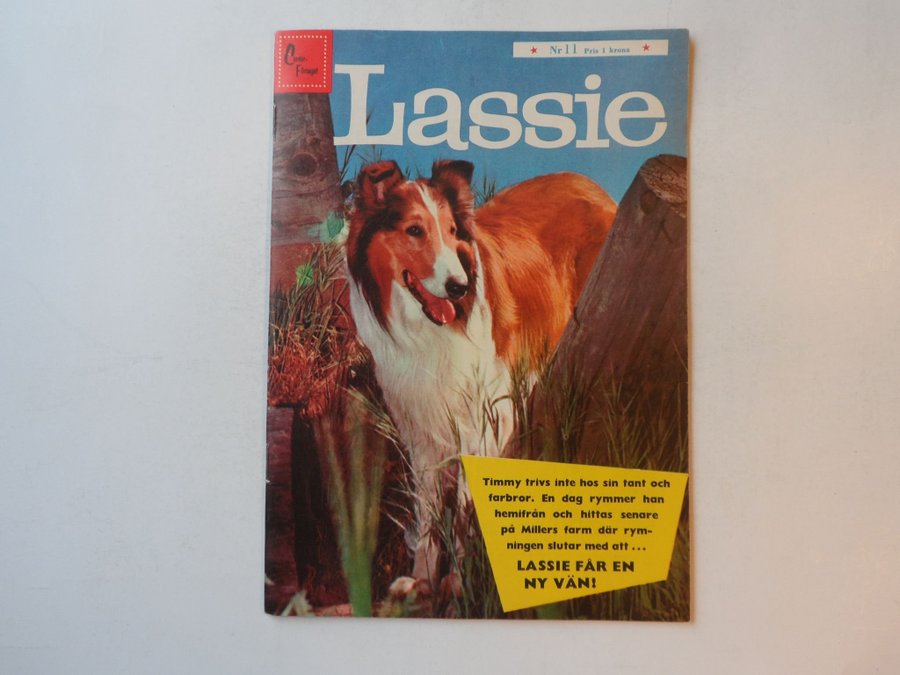 Centerförlaget
Nr 11 Pris 1 krona
Lassie
Timmy trivs inte hos sin tant och
farbror. En dag rymmer han
hemifrån och hittas senare
på Millers farm där rym-
ningen slutar med att...
LASSIE FÅR EN
NY VÄN!